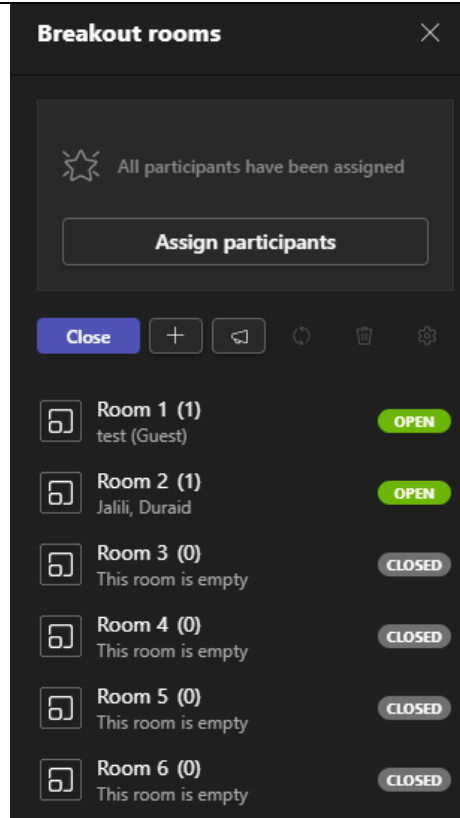 Breakout rooms
All participants have been assigned
Assign participants
Close
Room 1 (1)
OPEN
test (Guest)
Room 2 (1)
OPEN
Jalili, Duraid
Room 3 (0)
CLOSED
This room is empty
Room 4 (0)
CLOSED
This room is empty
Room 5 (0)
CLOSED
This room is empty
Room 6 (0)
CLOSED
This room is empty